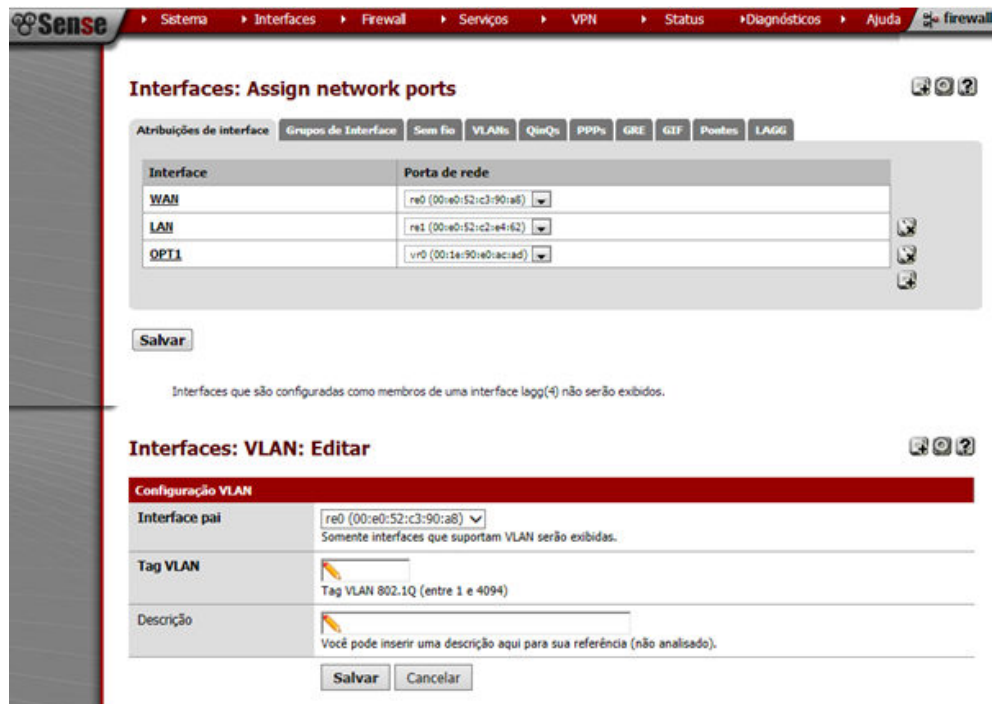 Sense Sistema Interfaces Firewall Serviços VPN Status Diagnósticos Ajuda firewall
Interfaces: Assign network ports
Atribuições de interface Grupos de Interface Sem fio VLANs QinQs PPPs GRE GIF Pontes LAGG
Interface Porta de rede
WAN re0 (00:e0:52:c3:90:a8)
LAN re1 (00:e0:52:c2:e4:62)
OPT1 vr0 (00:1e:90:e0:ac:ad)
Salvar
Interfaces que são configuradas como membros de uma interface lagg(4) não serão exibidos.
Interfaces: VLAN: Editar
Configuração VLAN
Interface pai re0 (00:e0:52:c3:90:a8)
Somente interfaces que suportam VLAN serão exibidas.
Tag VLAN
Tag VLAN 802.1Q (entre 1 e 4094)
Descrição
Você pode inserir uma descrição aqui para sua referência (não analisado).
Salvar Cancelar